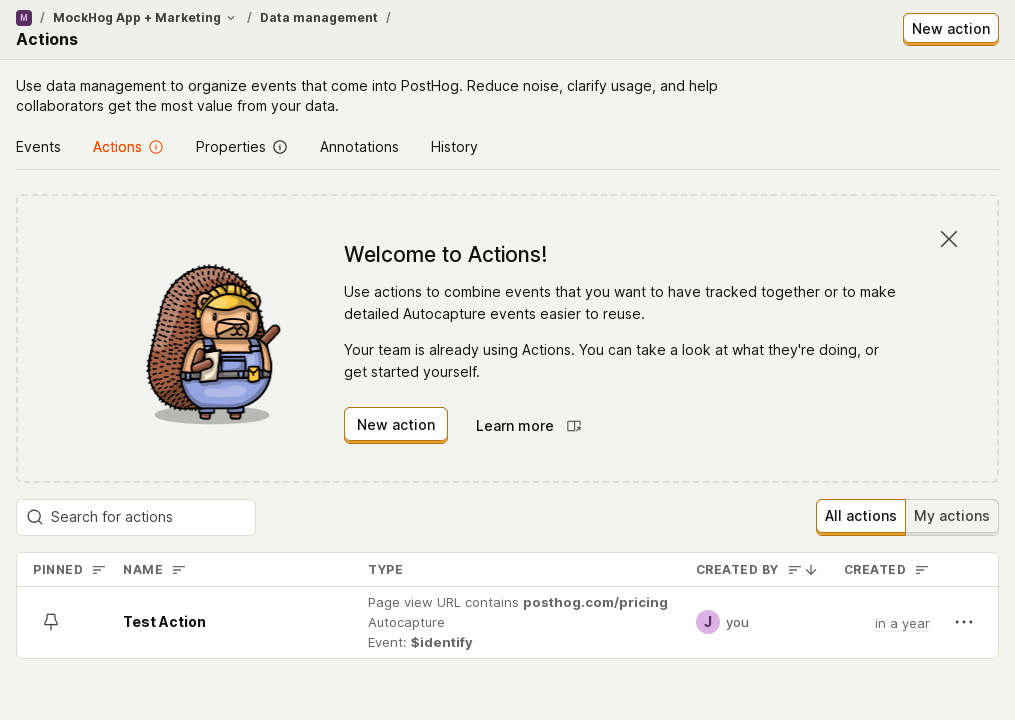 M / MockHog App + Marketing / Data management /
Actions
New action
Use data management to organize events that come into PostHog. Reduce noise, clarify usage, and help
collaborators get the most value from your data.
Events Actions Properties Annotations History
Welcome to Actions!
Use actions to combine events that you want to have tracked together or to make
detailed Autocapture events easier to reuse.
Your team is already using Actions. You can take a look at what they're doing, or
get started yourself.
New action Learn more
Search for actions
All actions My actions
PINNED NAME TYPE CREATED BY CREATED
Test Action
Page view URL contains posthog.com/pricing
Autocapture
Event: $identify
J you
in a year